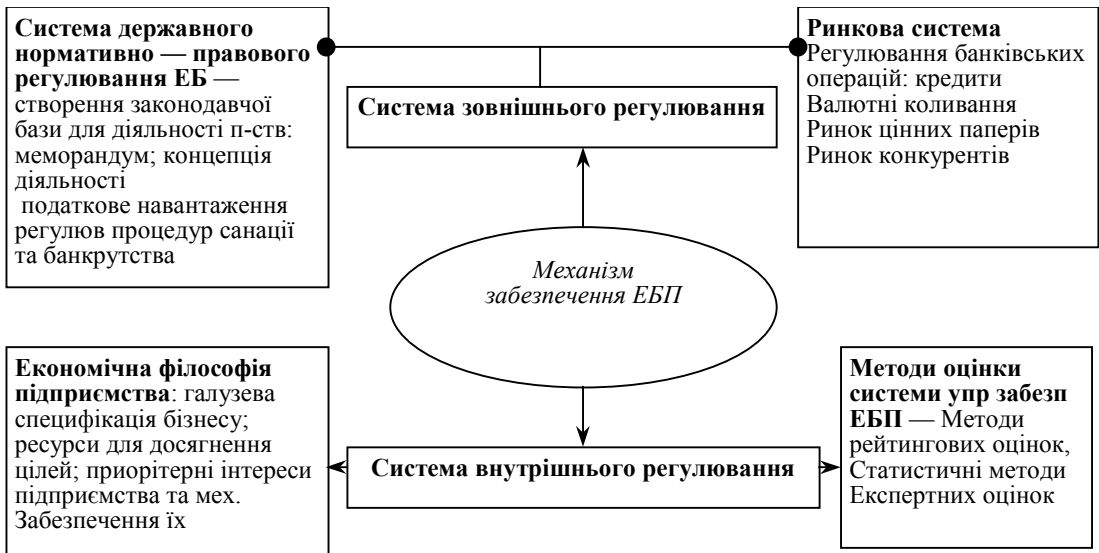 Система державного
нормативно — правового
регулювання ЕБ —
створення законодавчої
бази для діяльності п-ств:
меморандум; концепція
діяльності
податкове навантаження
регулюв процедур санації
та банкрутства
Система зовнішнього регулювання
Ринкова система
Регулювання банківських
операцій: кредити
Валютні коливання
Ринок цінних паперів
Ринок конкурентів
Механізм
забезпечення ЕБП
Економічна філософія
підприємства: галузева
специфікація бізнесу;
ресурси для досягнення
цілей; приорітерні інтереси
підприємства та мех.
Забезпечення їх
Система внутрішнього регулювання
Методи оцінки
системи упр забезп
ЕБП — Методи
рейтингових оцінок,
Статистичні методи
Експертних оцінок